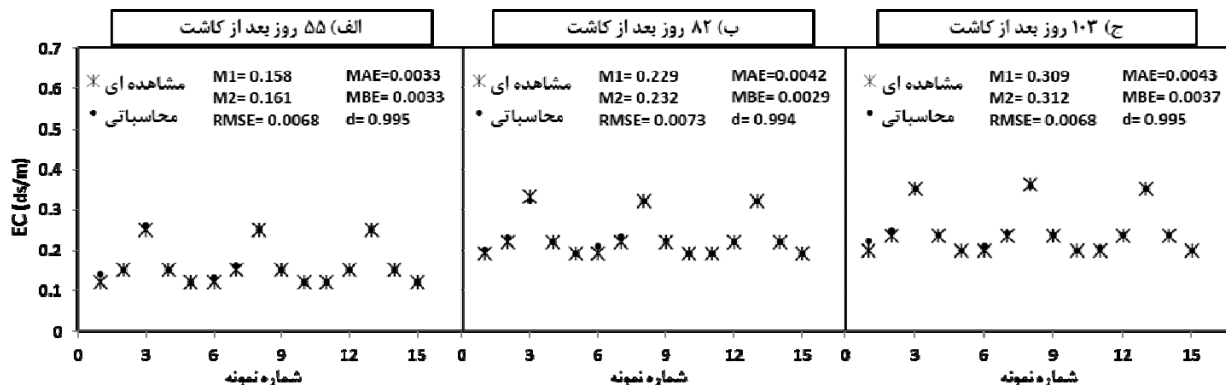 الف) ۵۵ روز بعد از کاشت
ب) ۸۲ روز بعد از کاشت
ج) ۱۰۳ روز بعد از کاشت
EC (ds/m)
0.7
0.6
0.5
0.4
0.3
0.2
0.1
0
مشاهده ای
محاسباتی
M1= 0.158 MAE=0.0033
M2= 0.161 MBE= 0.0033
RMSE= 0.0068 d= 0.995
0 3 6 9 12 15
شماره نمونه
مشاهده ای
محاسباتی
M1= 0.229 MAE=0.0042
M2= 0.232 MBE= 0.0029
RMSE= 0.0073 d= 0.994
0 3 6 9 12 15
شماره نمونه
مشاهده ای
محاسباتی
M1= 0.309 MAE=0.0043
M2= 0.312 MBE= 0.0037
RMSE= 0.0068 d= 0.995
0 3 6 9 12 15
شماره نمونه